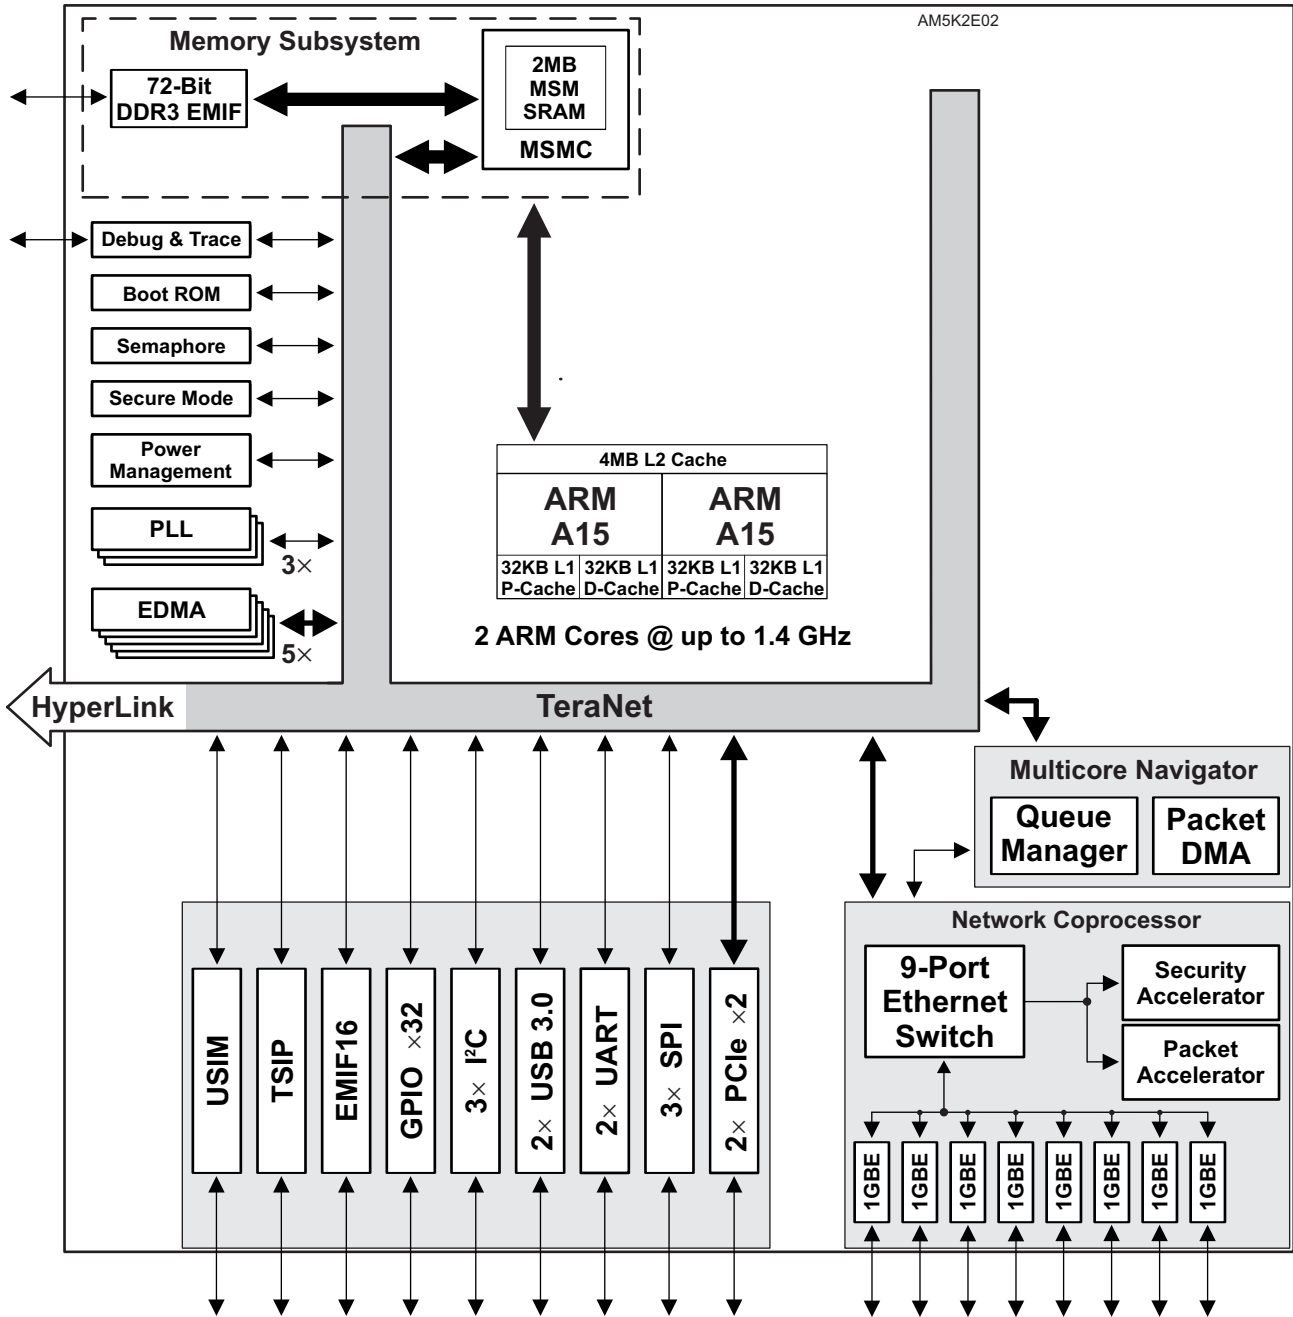 AM5K2E02
Memory Subsystem
72-Bit
DDR3 EMIF
2MB
MSM
SRAM
MSMC
Debug & Trace
Boot ROM
Semaphore
Secure Mode
Power
Management
PLL
3×
EDMA
5×
4MB L2 Cache
ARM
A15
ARM
A15
32KB L1
P-Cache
32KB L1
D-Cache
32KB L1
P-Cache
32KB L1
D-Cache
2 ARM Cores @ up to 1.4 GHz
HyperLink
TeraNet
Multicore Navigator
Queue
Manager
Packet
DMA
USIM
TSIP
EMIF16
GPIO ×32
3× I²C
2× USB 3.0
2× UART
3× SPI
2× PCIe ×2
Network Coprocessor
9-Port
Ethernet
Switch
Security
Accelerator
Packet
Accelerator
1GBE
1GBE
1GBE
1GBE
1GBE
1GBE
1GBE
1GBE